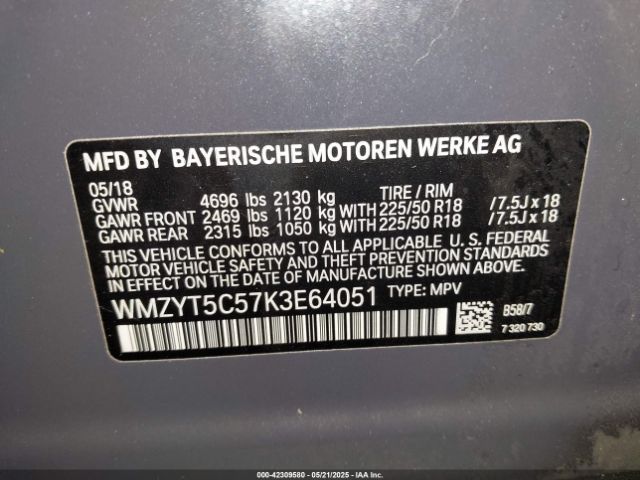 MFD BY BAYERISCHE MOTOREN WERKE AG
05/18 TIRE / RIM
GVWR 4696 lbs 2130 kg
GAWR FRONT 2469 lbs 1120 kg WITH 225/50 R18 /7.5J x 18
GAWR REAR 2315 lbs 1050 kg WITH 225/50 R18 /7.5J x 18
THIS VEHICLE CONFORMS TO ALL APPLICABLE U. S. FEDERAL
MOTOR VEHICLE SAFETY AND THEFT PREVENTION STANDARDS
IN EFFECT ON THE DATE OF MANUFACTURE SHOWN ABOVE.
WMZYT5C57K3E64051 TYPE: MPV
B58/7
7 320 730
000-42309580 - 05/21/2025 - IAAI.COM